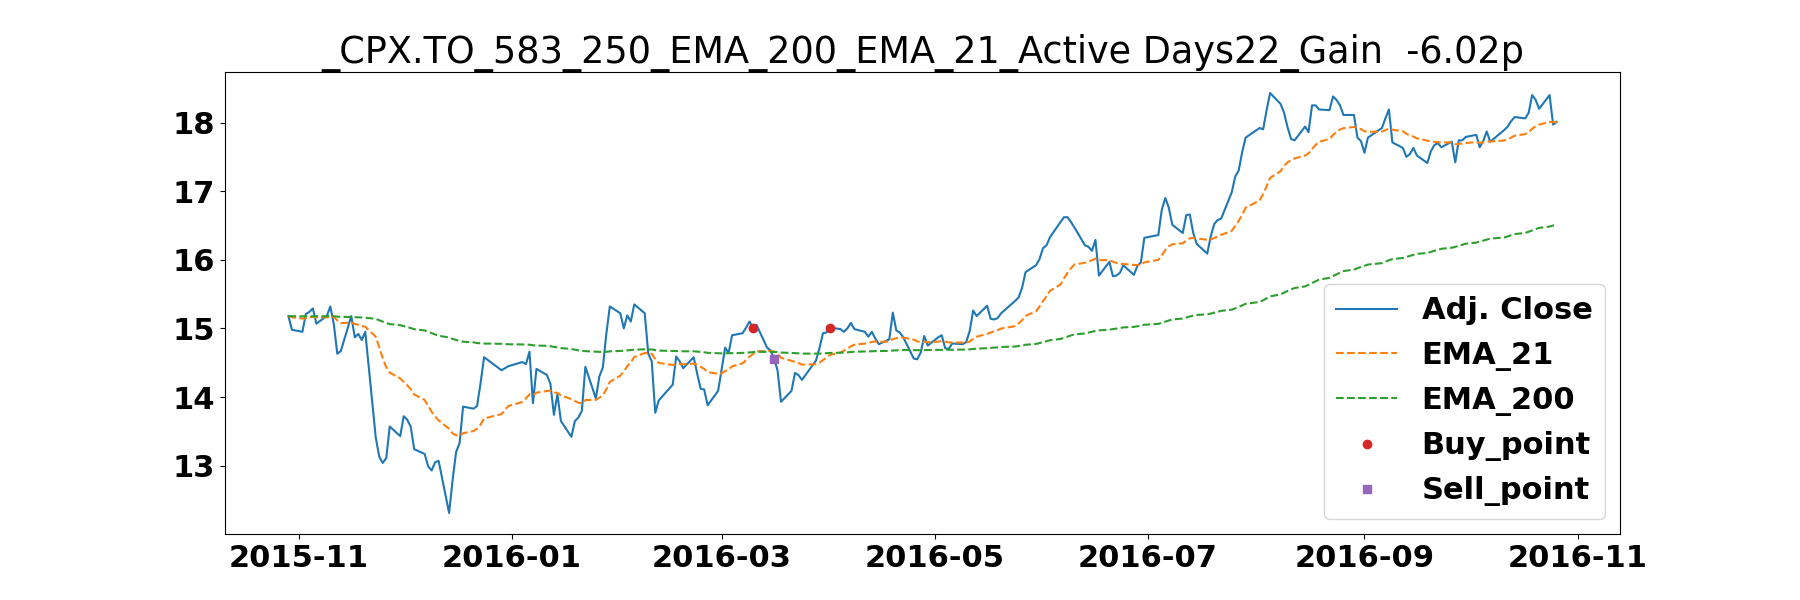 _CPX.TO_583_250_EMA_200_EMA_21_Active Days22_Gain  -6.02p
18
17
16
15
14
13
Adj. Close
EMA_21
EMA_200
Buy_point
Sell_point
2015-11 2016-01 2016-03 2016-05 2016-07 2016-09 2016-11